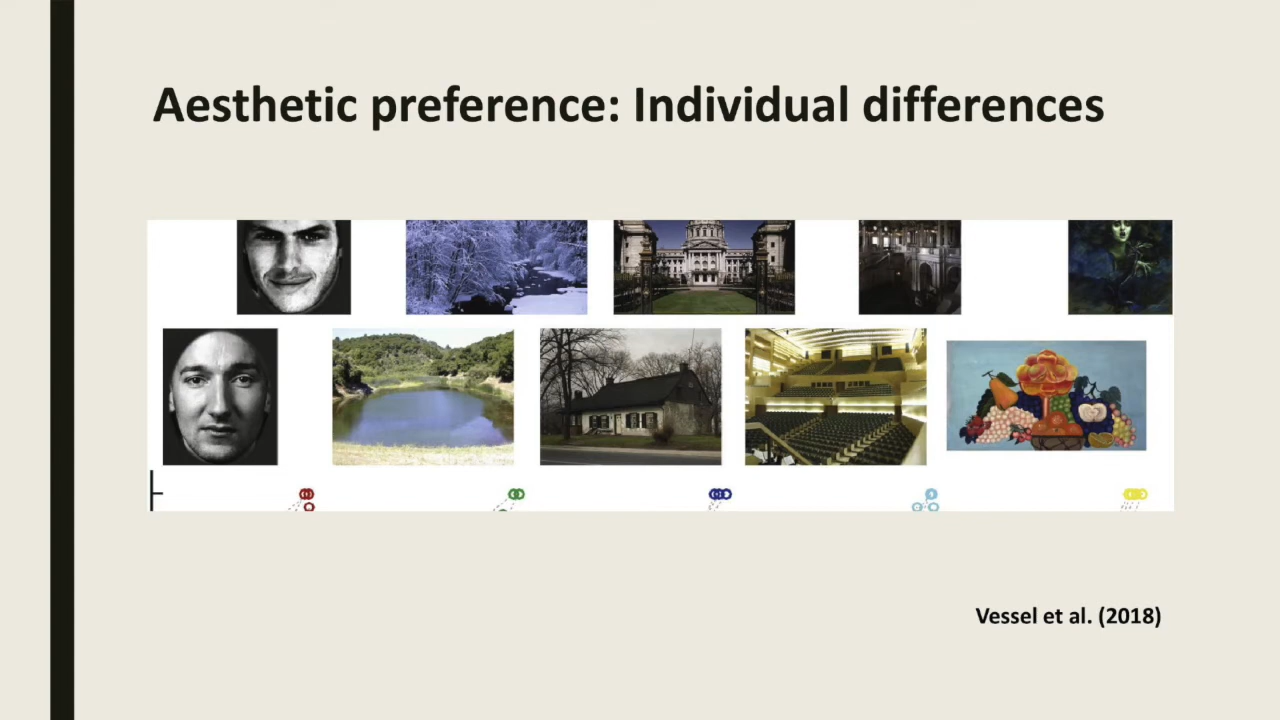 Aesthetic preference: Individual differences
Vessel et al. (2018)